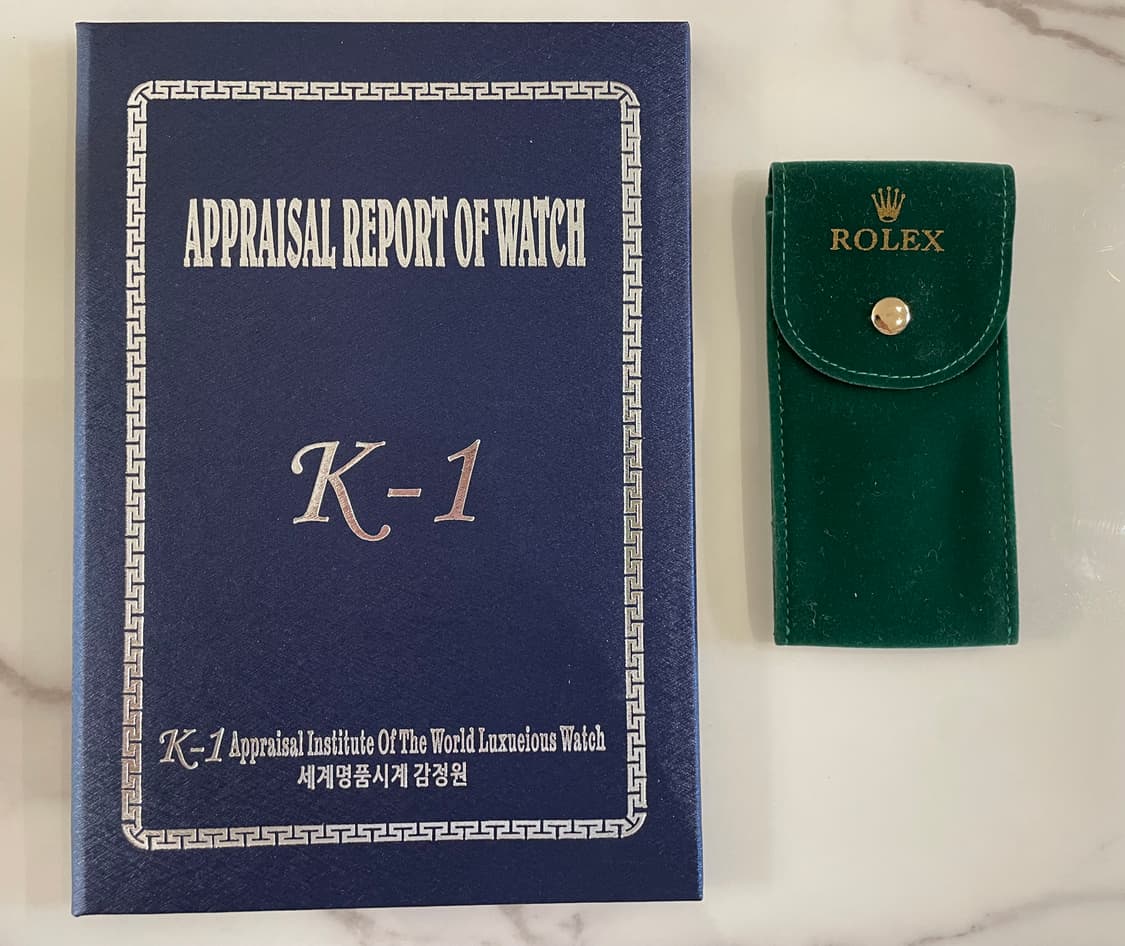 APPRAISAL REPORT OF WATCH
K-1
K-1 Appraisal Institute Of The World Luxueious Watch
세계명품시계 감정원
ROLEX